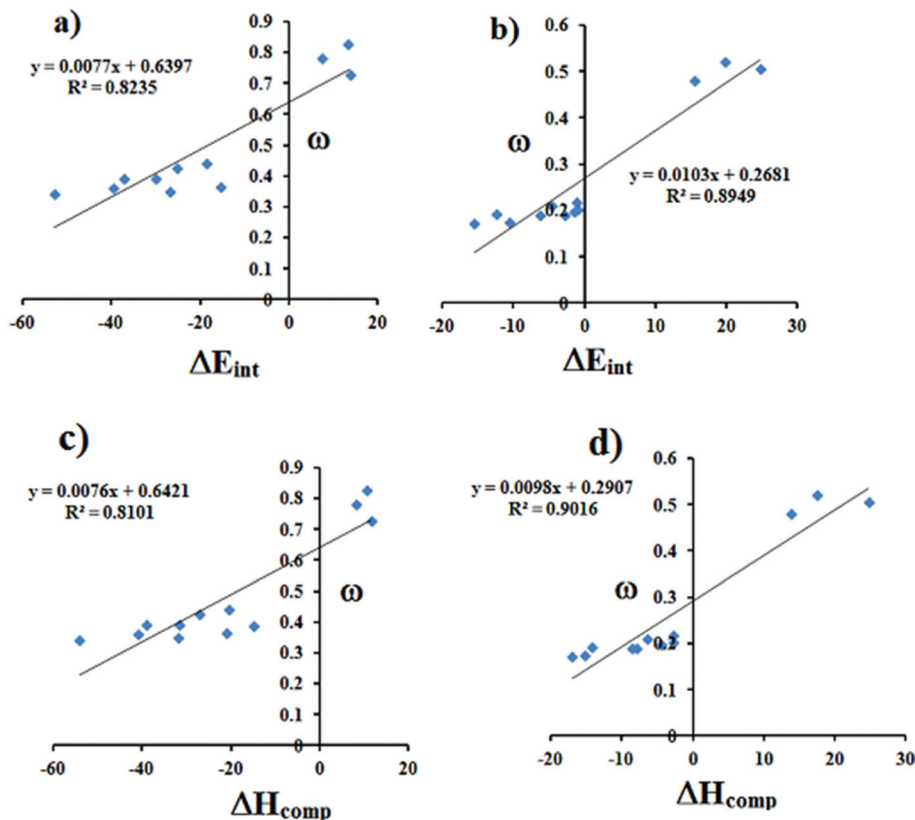 a)
y = 0.0077x + 0.6397
R² = 0.8235
0.9
0.8
0.7
0.6
0.5
0.4
0.3
0.2
0.1
0
ω
-60
-40
-20
0
20
ΔEint
b)
0.6
0.5
0.4
0.3
0.2
0.1
0
ω
y = 0.0103x + 0.2681
R² = 0.8949
-20
-10
0
10
20
30
ΔEint
c)
y = 0.0076x + 0.6421
R² = 0.8101
0.9
0.8
0.7
0.6
0.5
0.4
0.3
0.2
0.1
0
ω
-60
-40
-20
0
20
ΔHcomp
d)
y = 0.0098x + 0.2907
R² = 0.9016
0.6
0.5
0.4
0.3
0.2
0.1
0
ω
-20
-10
0
10
20
30
ΔHcomp